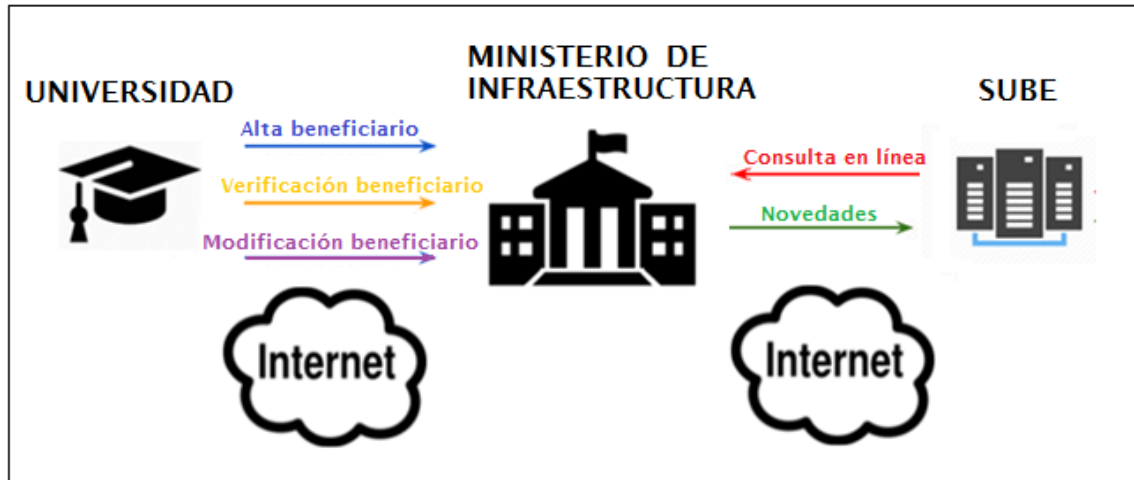 UNIVERSIDAD
Alta beneficiario
Verificación beneficiario
Modificación beneficiario
Internet
MINISTERIO DE
INFRAESTRUCTURA
SUBE
Consulta en línea
Novedades
Internet